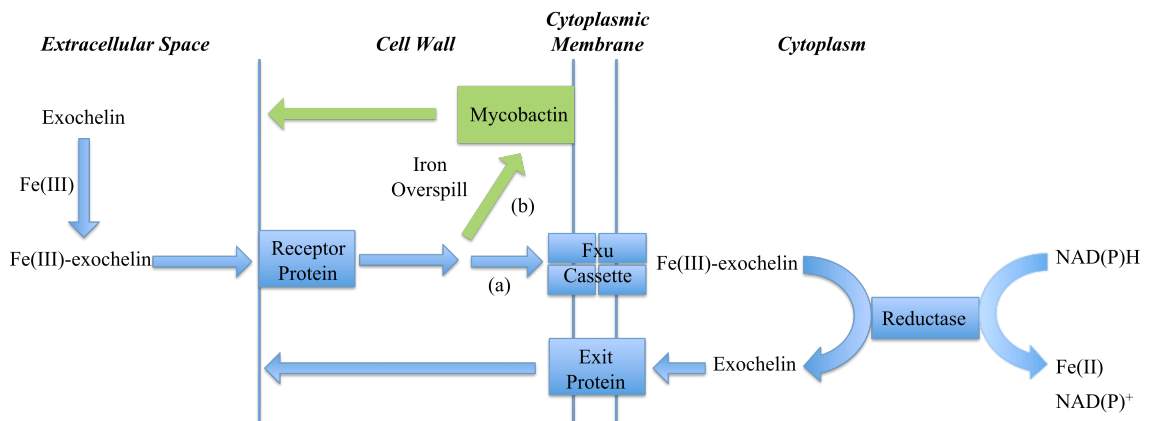 Extracellular Space
Cell Wall
Cytoplasmic
Membrane
Cytoplasm
Exochelin
Fe(III)
Fe(III)-exochelin
Receptor
Protein
Mycobactin
Iron
Overspill
(b)
(a)
Fxu
Cassette
Fe(III)-exochelin
NAD(P)H
Reductase
Exit
Protein
Exochelin
Fe(II)
NAD(P)⁺